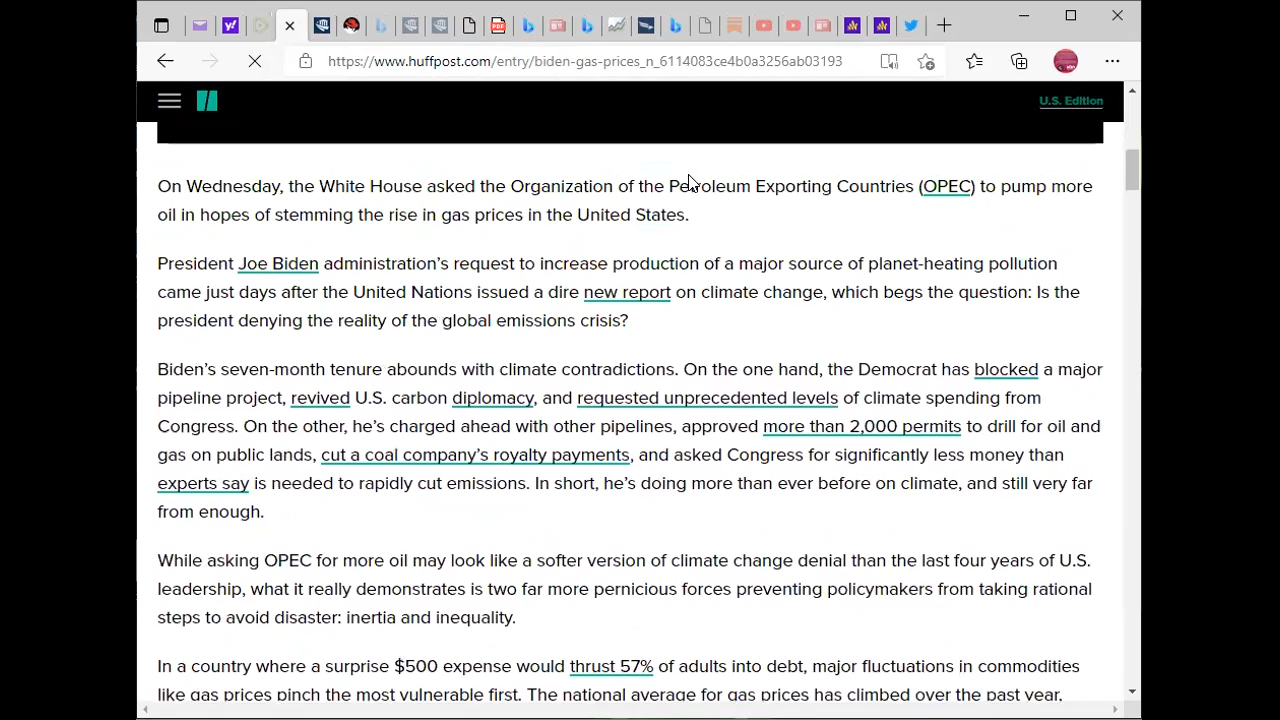 https://www.huffpost.com/entry/biden-gas-prices_n_6114083ce4b0a3256ab03193
U.S. Edition
On Wednesday, the White House asked the Organization of the Petroleum Exporting Countries (OPEC) to pump more
oil in hopes of stemming the rise in gas prices in the United States.
President Joe Biden administration’s request to increase production of a major source of planet-heating pollution
came just days after the United Nations issued a dire new report on climate change, which begs the question: Is the
president denying the reality of the global emissions crisis?
Biden’s seven-month tenure abounds with climate contradictions. On the one hand, the Democrat has blocked a major
pipeline project, revived U.S. carbon diplomacy, and requested unprecedented levels of climate spending from
Congress. On the other, he’s charged ahead with other pipelines, approved more than 2,000 permits to drill for oil and
gas on public lands, cut a coal company’s royalty payments, and asked Congress for significantly less money than
experts say is needed to rapidly cut emissions. In short, he’s doing more than ever before on climate, and still very far
from enough.
While asking OPEC for more oil may look like a softer version of climate change denial than the last four years of U.S.
leadership, what it really demonstrates is two far more pernicious forces preventing policymakers from taking rational
steps to avoid disaster: inertia and inequality.
In a country where a surprise $500 expense would thrust 57% of adults into debt, major fluctuations in commodities
like gas prices pinch the most vulnerable first. The national average for gas prices has climbed over the past year,